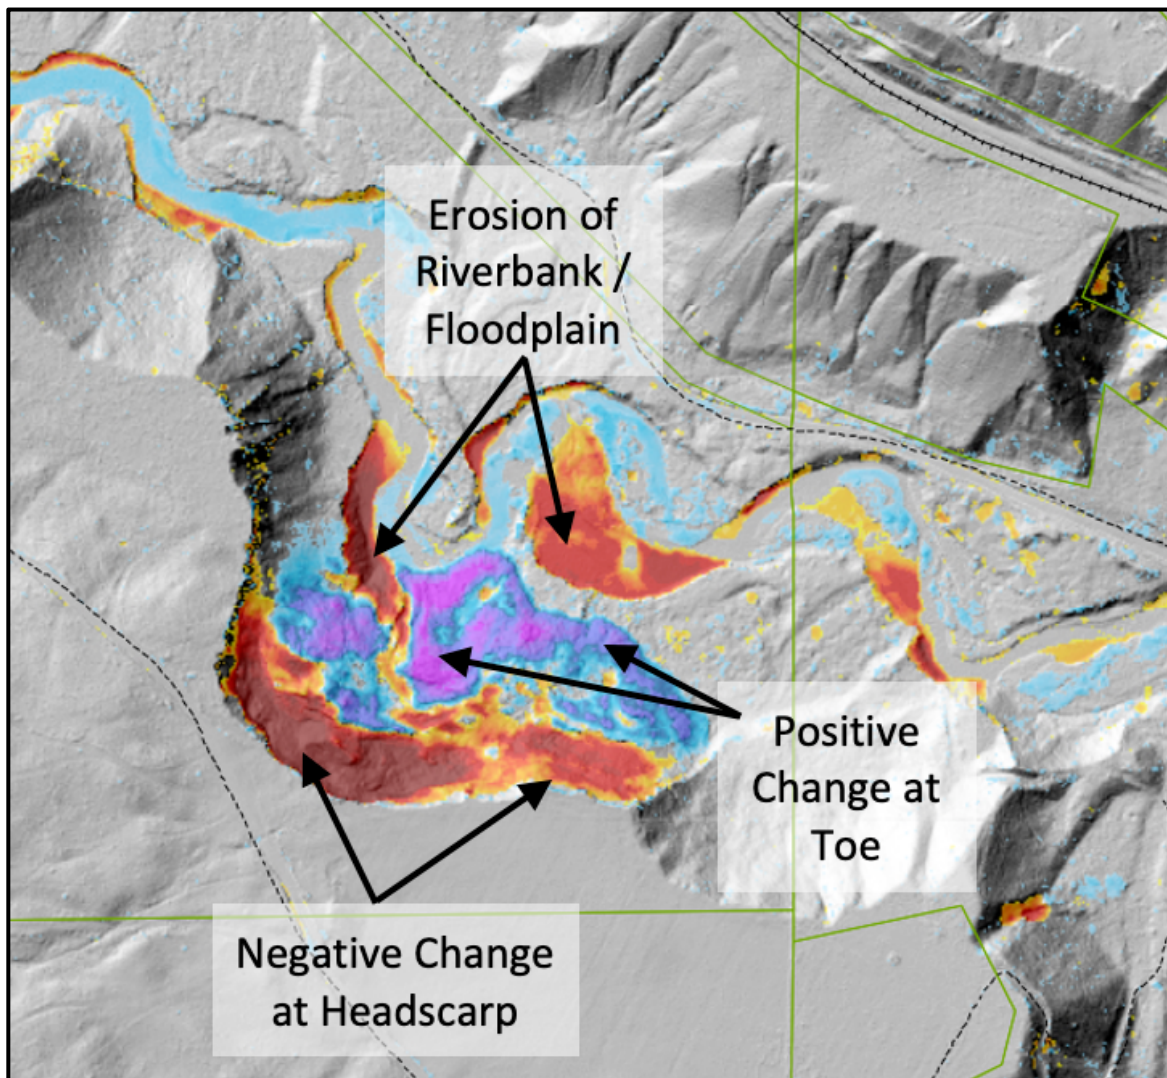 Erosion of
Riverbank /
Floodplain
Positive
Change at
Toe
Negative Change
at Headscarp